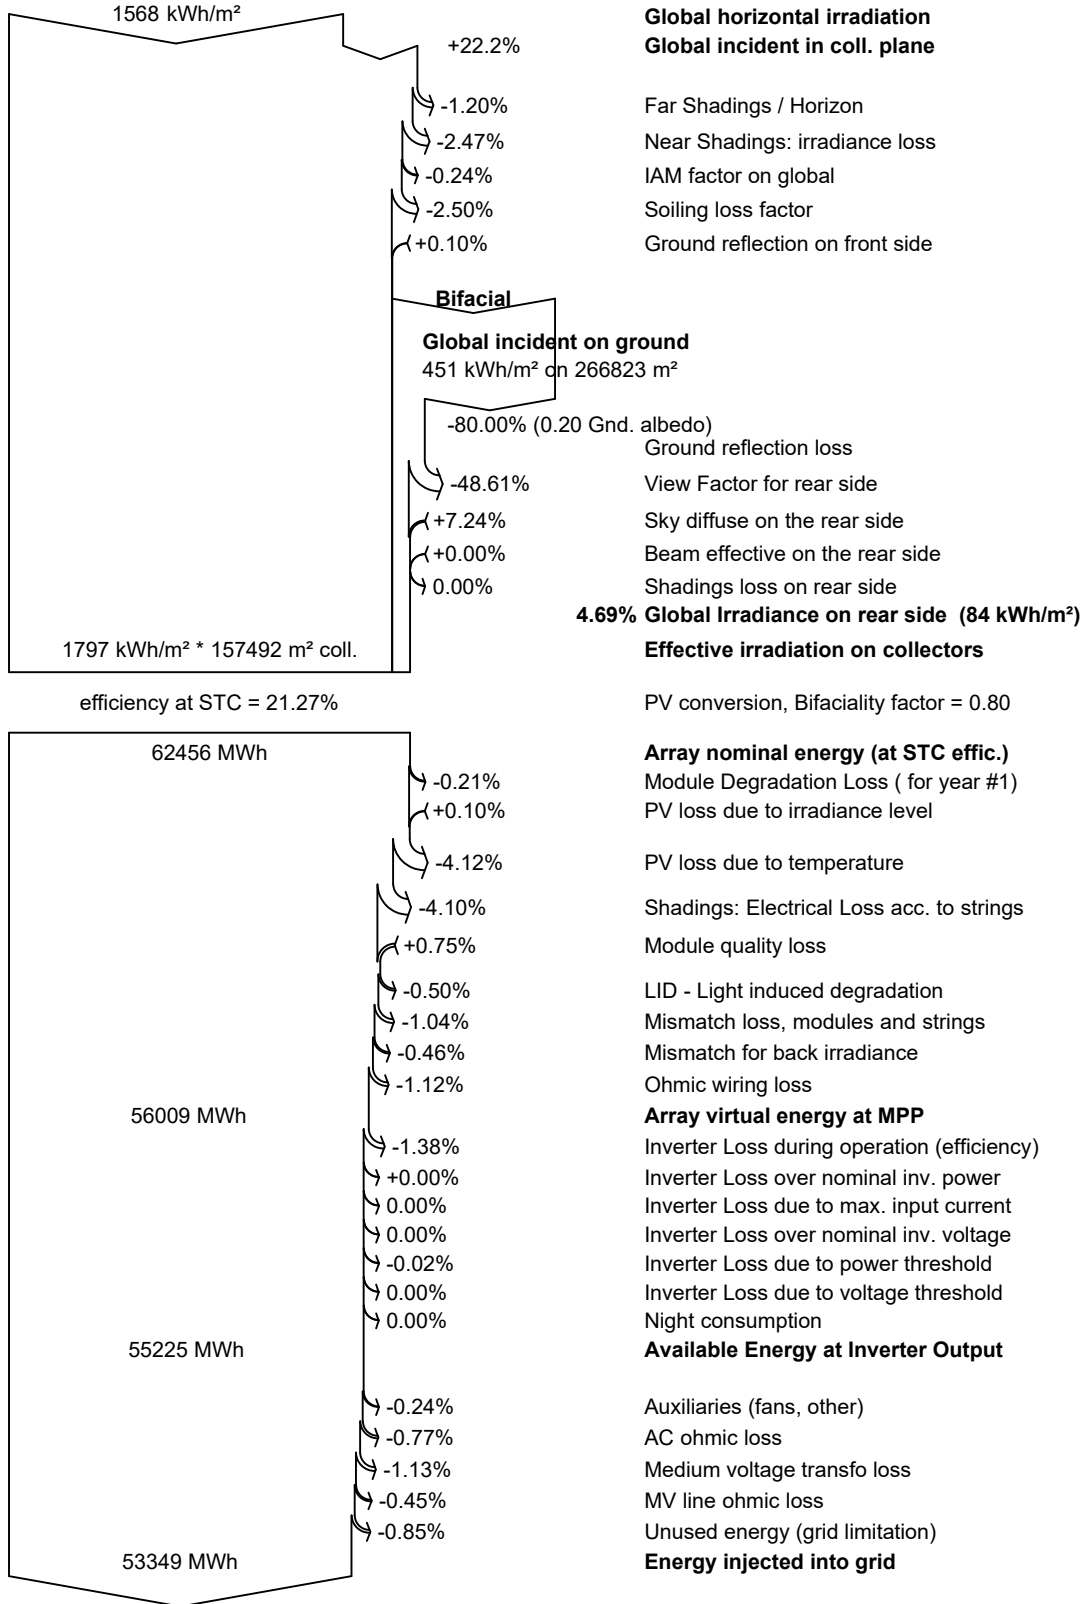 1568 kWh/m² Global horizontal irradiation
+22.2% Global incident in coll. plane
-1.20% Far Shadings / Horizon
-2.47% Near Shadings: irradiance loss
-0.24% IAM factor on global
-2.50% Soiling loss factor
+0.10% Ground reflection on front side
Bifacial
Global incident on ground
451 kWh/m² on 266823 m²
-80.00% (0.20 Gnd. albedo)
Ground reflection loss
-48.61% View Factor for rear side
+7.24% Sky diffuse on the rear side
+0.00% Beam effective on the rear side
0.00% Shadings loss on rear side
4.69% Global Irradiance on rear side (84 kWh/m²)
1797 kWh/m² * 157492 m² coll. Effective irradiation on collectors
efficiency at STC = 21.27% PV conversion, Bifaciality factor = 0.80
62456 MWh Array nominal energy (at STC effic.)
-0.21% Module Degradation Loss ( for year #1)
+0.10% PV loss due to irradiance level
-4.12% PV loss due to temperature
-4.10% Shadings: Electrical Loss acc. to strings
+0.75% Module quality loss
-0.50% LID - Light induced degradation
-1.04% Mismatch loss, modules and strings
-0.46% Mismatch for back irradiance
-1.12% Ohmic wiring loss
56009 MWh Array virtual energy at MPP
-1.38% Inverter Loss during operation (efficiency)
+0.00% Inverter Loss over nominal inv. power
0.00% Inverter Loss due to max. input current
0.00% Inverter Loss over nominal inv. voltage
-0.02% Inverter Loss due to power threshold
0.00% Inverter Loss due to voltage threshold
0.00% Night consumption
55225 MWh Available Energy at Inverter Output
-0.24% Auxiliaries (fans, other)
-0.77% AC ohmic loss
-1.13% Medium voltage transfo loss
-0.45% MV line ohmic loss
-0.85% Unused energy (grid limitation)
53349 MWh Energy injected into grid